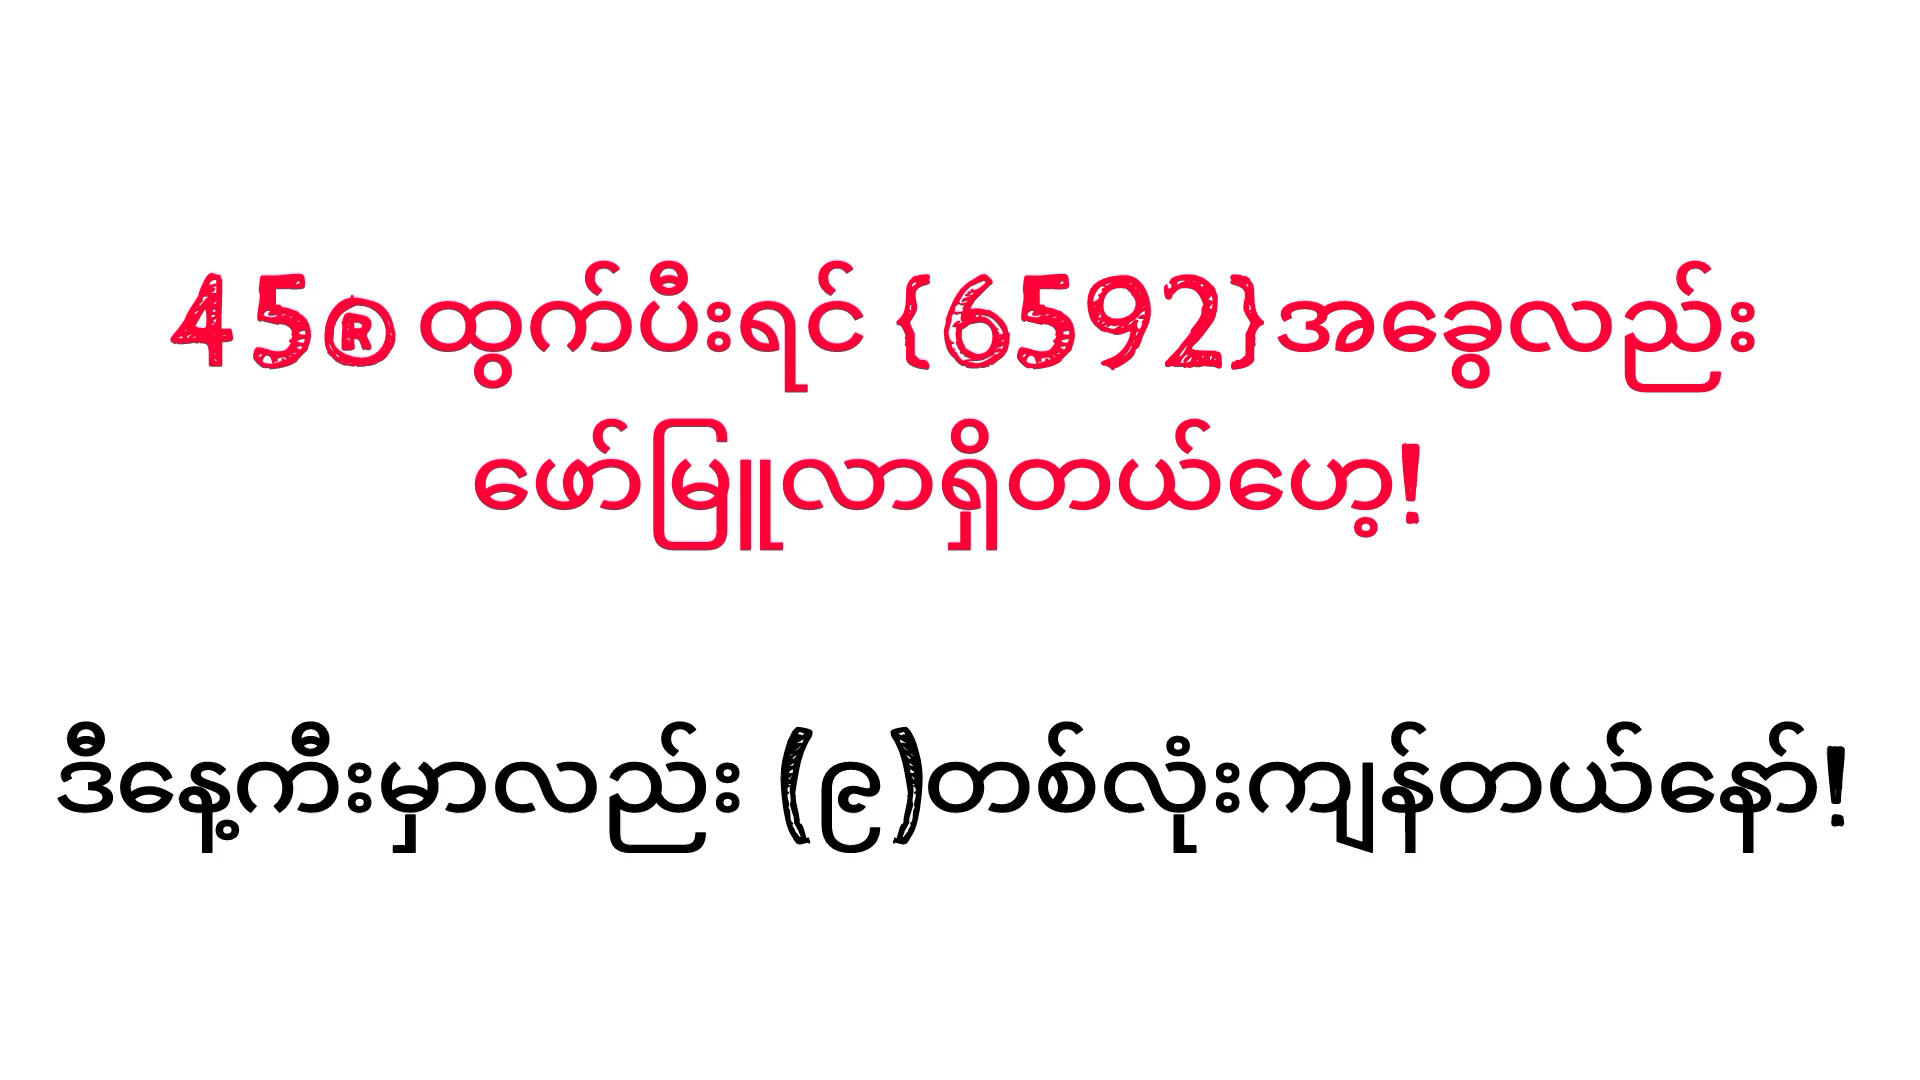 45® ထွက်ပီးရင် {6592}အခွေလည်း
ဖော်မြူလာရှိတယ်ဟေ့!
ဒီနေ့ကီးမှာလည်း (၉)တစ်လုံးကျန်တယ်နော်!